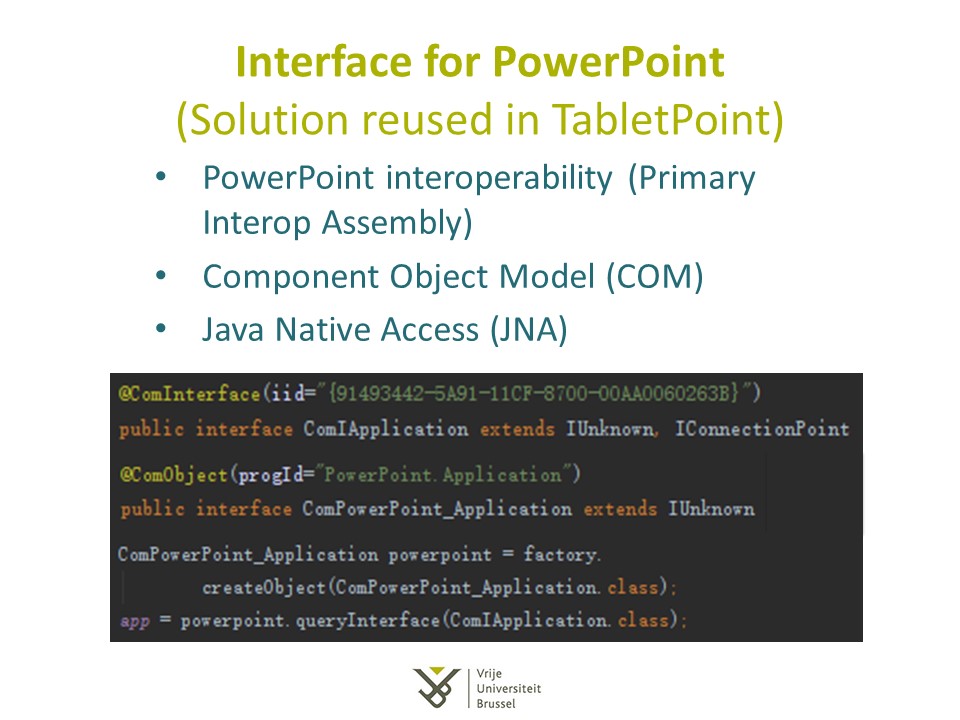 Interface for PowerPoint
(Solution reused in TabletPoint)
• PowerPoint interoperability (Primary
Interop Assembly)
• Component Object Model (COM)
• Java Native Access (JNA)
@ComInterface(iid="{91493442-5A91-11CF-8700-00AA0060263B}")
public interface ComIApplication extends IUnknown, IConnectionPoint
@ComObject(progId="PowerPoint.Application")
public interface ComPowerPoint_Application extends IUnknown
ComPowerPoint_Application powerpoint = factory.
createObject(ComPowerPoint_Application.class);
app = powerpoint.queryInterface(ComIApplication.class);
Vrije
Universiteit
Brussel